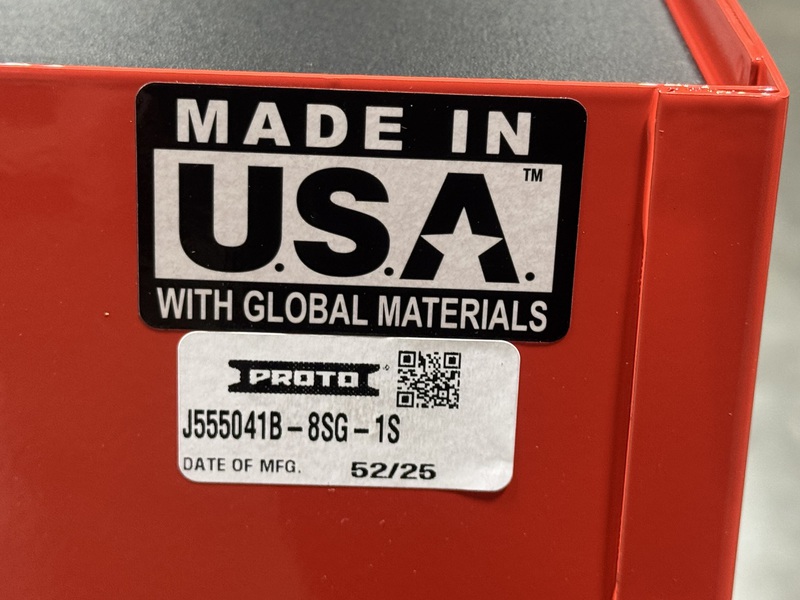 MADE IN
U.S.A.™
WITH GLOBAL MATERIALS
PROTO®
J555041B-8SG-1S
DATE OF MFG. 52/25